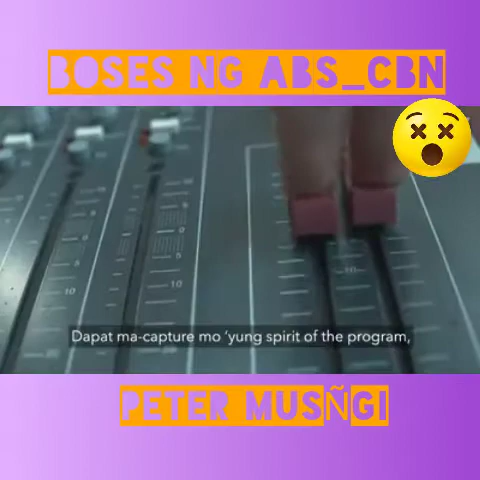 BOSES NG ABS_CBN
Dapat ma-capture mo 'yung spirit of the program,
PETER MUSÑGI